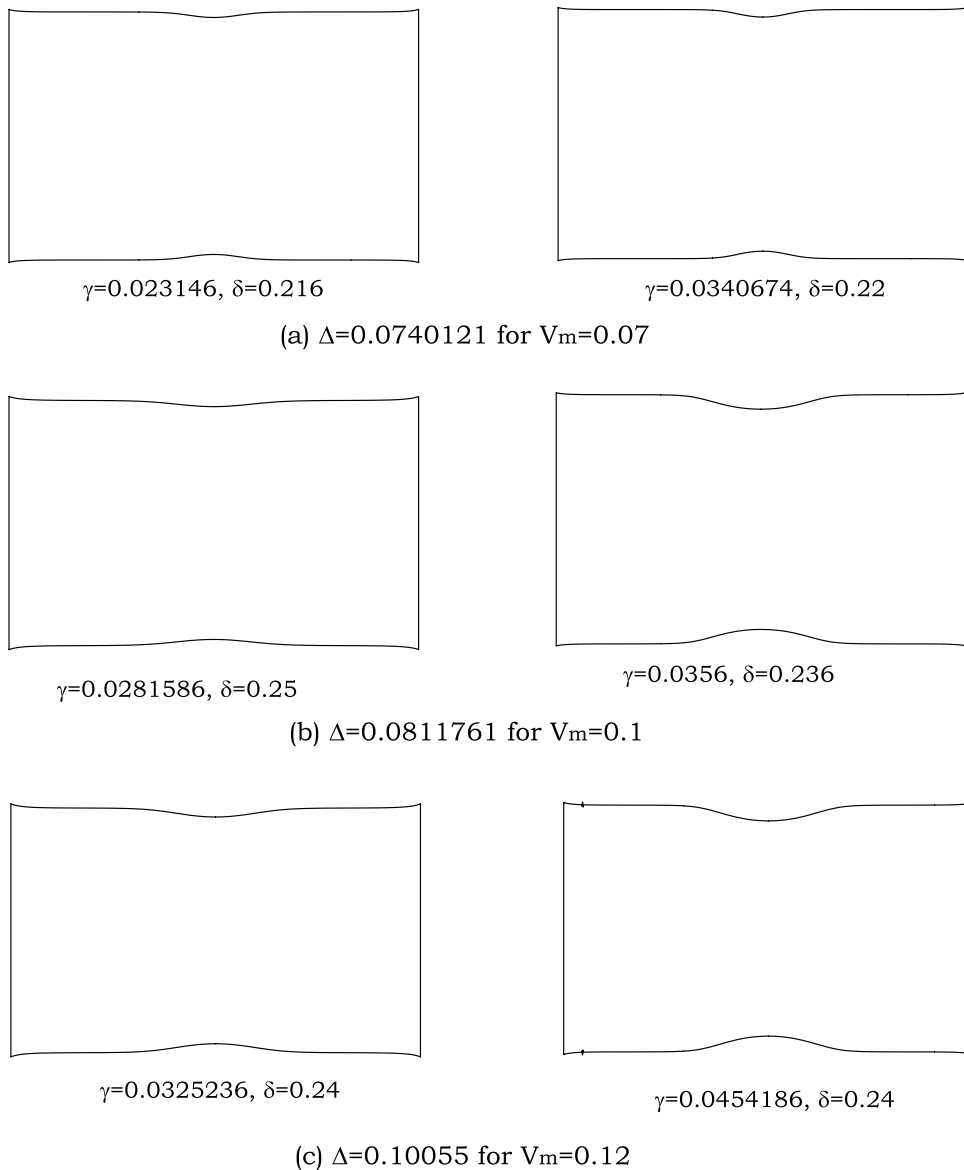 γ=0.023146, δ=0.216
γ=0.0340674, δ=0.22
(a) Δ=0.0740121 for Vm=0.07
γ=0.0281586, δ=0.25
γ=0.0356, δ=0.236
(b) Δ=0.0811761 for Vm=0.1
γ=0.0325236, δ=0.24
γ=0.0454186, δ=0.24
(c) Δ=0.10055 for Vm=0.12